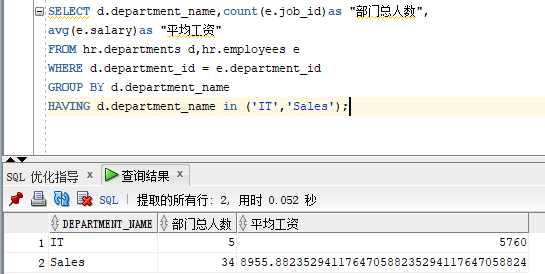 SELECT d.department_name,count(e.job_id)as "部门总人数",
avg(e.salary)as "平均工资"
FROM hr.departments d,hr.employees e
WHERE d.department_id = e.department_id
GROUP BY d.department_name
HAVING d.department_name in ('IT','Sales');
SQL 优化指导 × 查询结果 ×
SQL | 提取的所有行: 2, 用时 0.052 秒
DEPARTMENT_NAME 部门总人数 平均工资
1 IT 5 5760
2 Sales 34 8955.882352941176470588235294117647058824